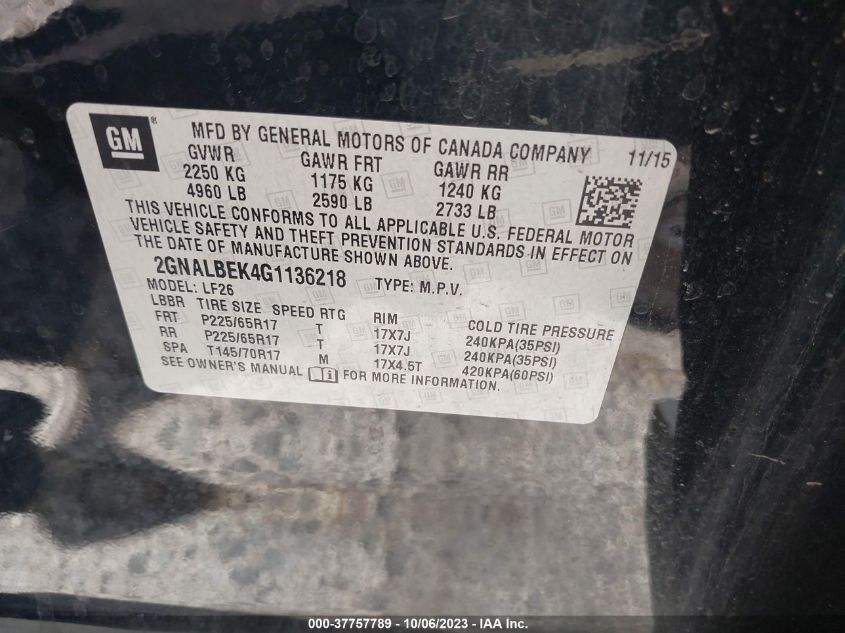 GM ®
MFD BY GENERAL MOTORS OF CANADA COMPANY 11/15
GVWR GAWR FRT GAWR RR
2250 KG 1175 KG 1240 KG
4960 LB 2590 LB 2733 LB
THIS VEHICLE CONFORMS TO ALL APPLICABLE U.S. FEDERAL MOTOR
VEHICLE SAFETY AND THEFT PREVENTION STANDARDS IN EFFECT ON
THE DATE OF MANUFACTURE SHOWN ABOVE.
2GNALBEK4G1136218 TYPE: M.P.V.
MODEL: LF26
LBBR TIRE SIZE SPEED RTG RIM COLD TIRE PRESSURE
FRT P225/65R17 T 17X7J 240KPA(35PSI)
RR P225/65R17 T 17X7J 240KPA(35PSI)
SPA T145/70R17 M 17X4.5T 420KPA(60PSI)
SEE OWNER'S MANUAL FOR MORE INFORMATION.
000-37757789 - 10/06/2023 - IAA Inc.